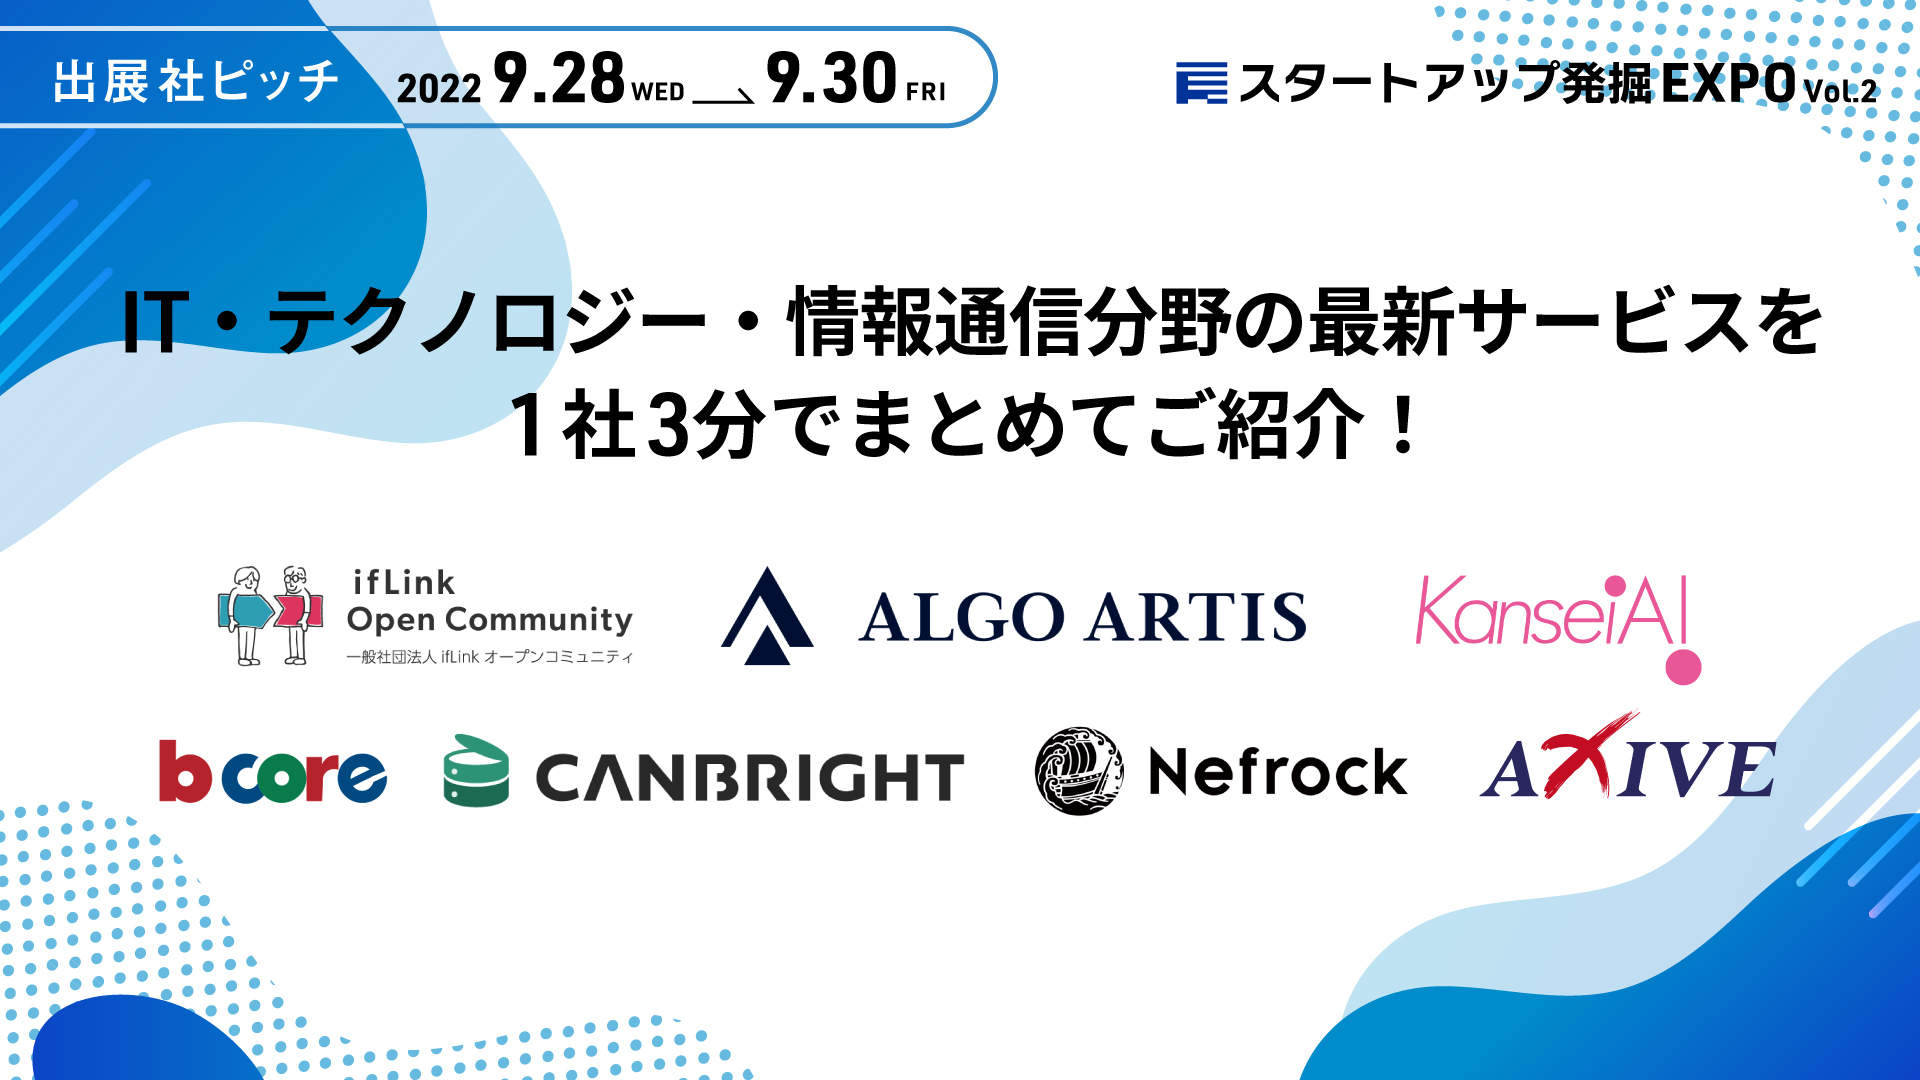 出展社ピッチ 2022 9.28 WED 9.30 FRI
スタートアップ発掘EXPO Vol.2
IT・テクノロジー・情報通信分野の最新サービスを
1社3分でまとめてご紹介！
ifLink
Open Community
一般社団法人 ifLink オープンコミュニティ
ALGO ARTIS
KanseiAI
bcore
CANBRIGHT
Nefrock
AXIVE